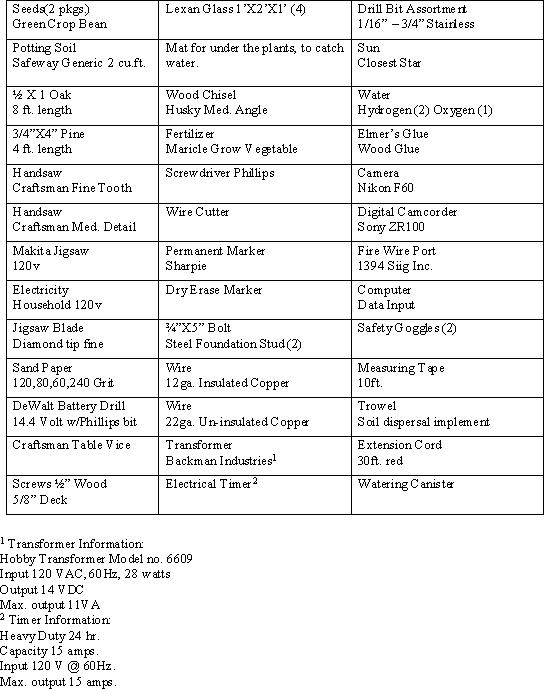 Seeds(2 pkgs.)
Green Crop Bean
Lexan Glass 1’X2’X1’ (4)
Drill Bit Assortment
1/16” – 3/4” Stainless
Potting Soil
Safeway Generic 2 cu.ft.
Mat for under the plants, to catch
water.
Sun
Closest Star
½ X 1 Oak
8 ft. length
Wood Chisel
Husky Med. Angle
Water
Hydrogen (2) Oxygen (1)
3/4”X4” Pine
4 ft. length
Fertilizer
Maricle Grow Vegetable
Elmer’s Glue
Wood Glue
Handsaw
Craftsman Fine Tooth
Screwdriver Phillips
Camera
Nikon F60
Handsaw
Craftsman Med. Detail
Wire Cutter
Digital Camcorder
Sony ZR100
Makita Jigsaw
120v
Permanent Marker
Sharpie
Fire Wire Port
1394 Siig Inc.
Electricity
Household 120v
Dry Erase Marker
Computer
Data Input
Jigsaw Blade
Diamond tip fine
¾”X5” Bolt
Steel Foundation Stud (2)
Safety Goggles (2)
Sand Paper
120,80,60,240 Grit
Wire
12ga. Insulated Copper
Measuring Tape
10ft.
DeWalt Battery Drill
14.4 Volt w/Phillips bit
Wire
22ga. Un-insulated Copper
Trowel
Soil dispersal implement
Craftsman Table Vice
Transformer
Backman Industries¹
Extension Cord
30ft. red
Screws ½” Wood
5/8” Deck
Electrical Timer²
Watering Canister
¹ Transformer Information:
Hobby Transformer Model no. 6609
Input 120 VAC, 60Hz, 28 watts
Output 14 VDC
Max. output 11VA
² Timer Information:
Heavy Duty 24 hr.
Capacity 15 amps.
Input 120 V @ 60Hz.
Max. output 15 amps.